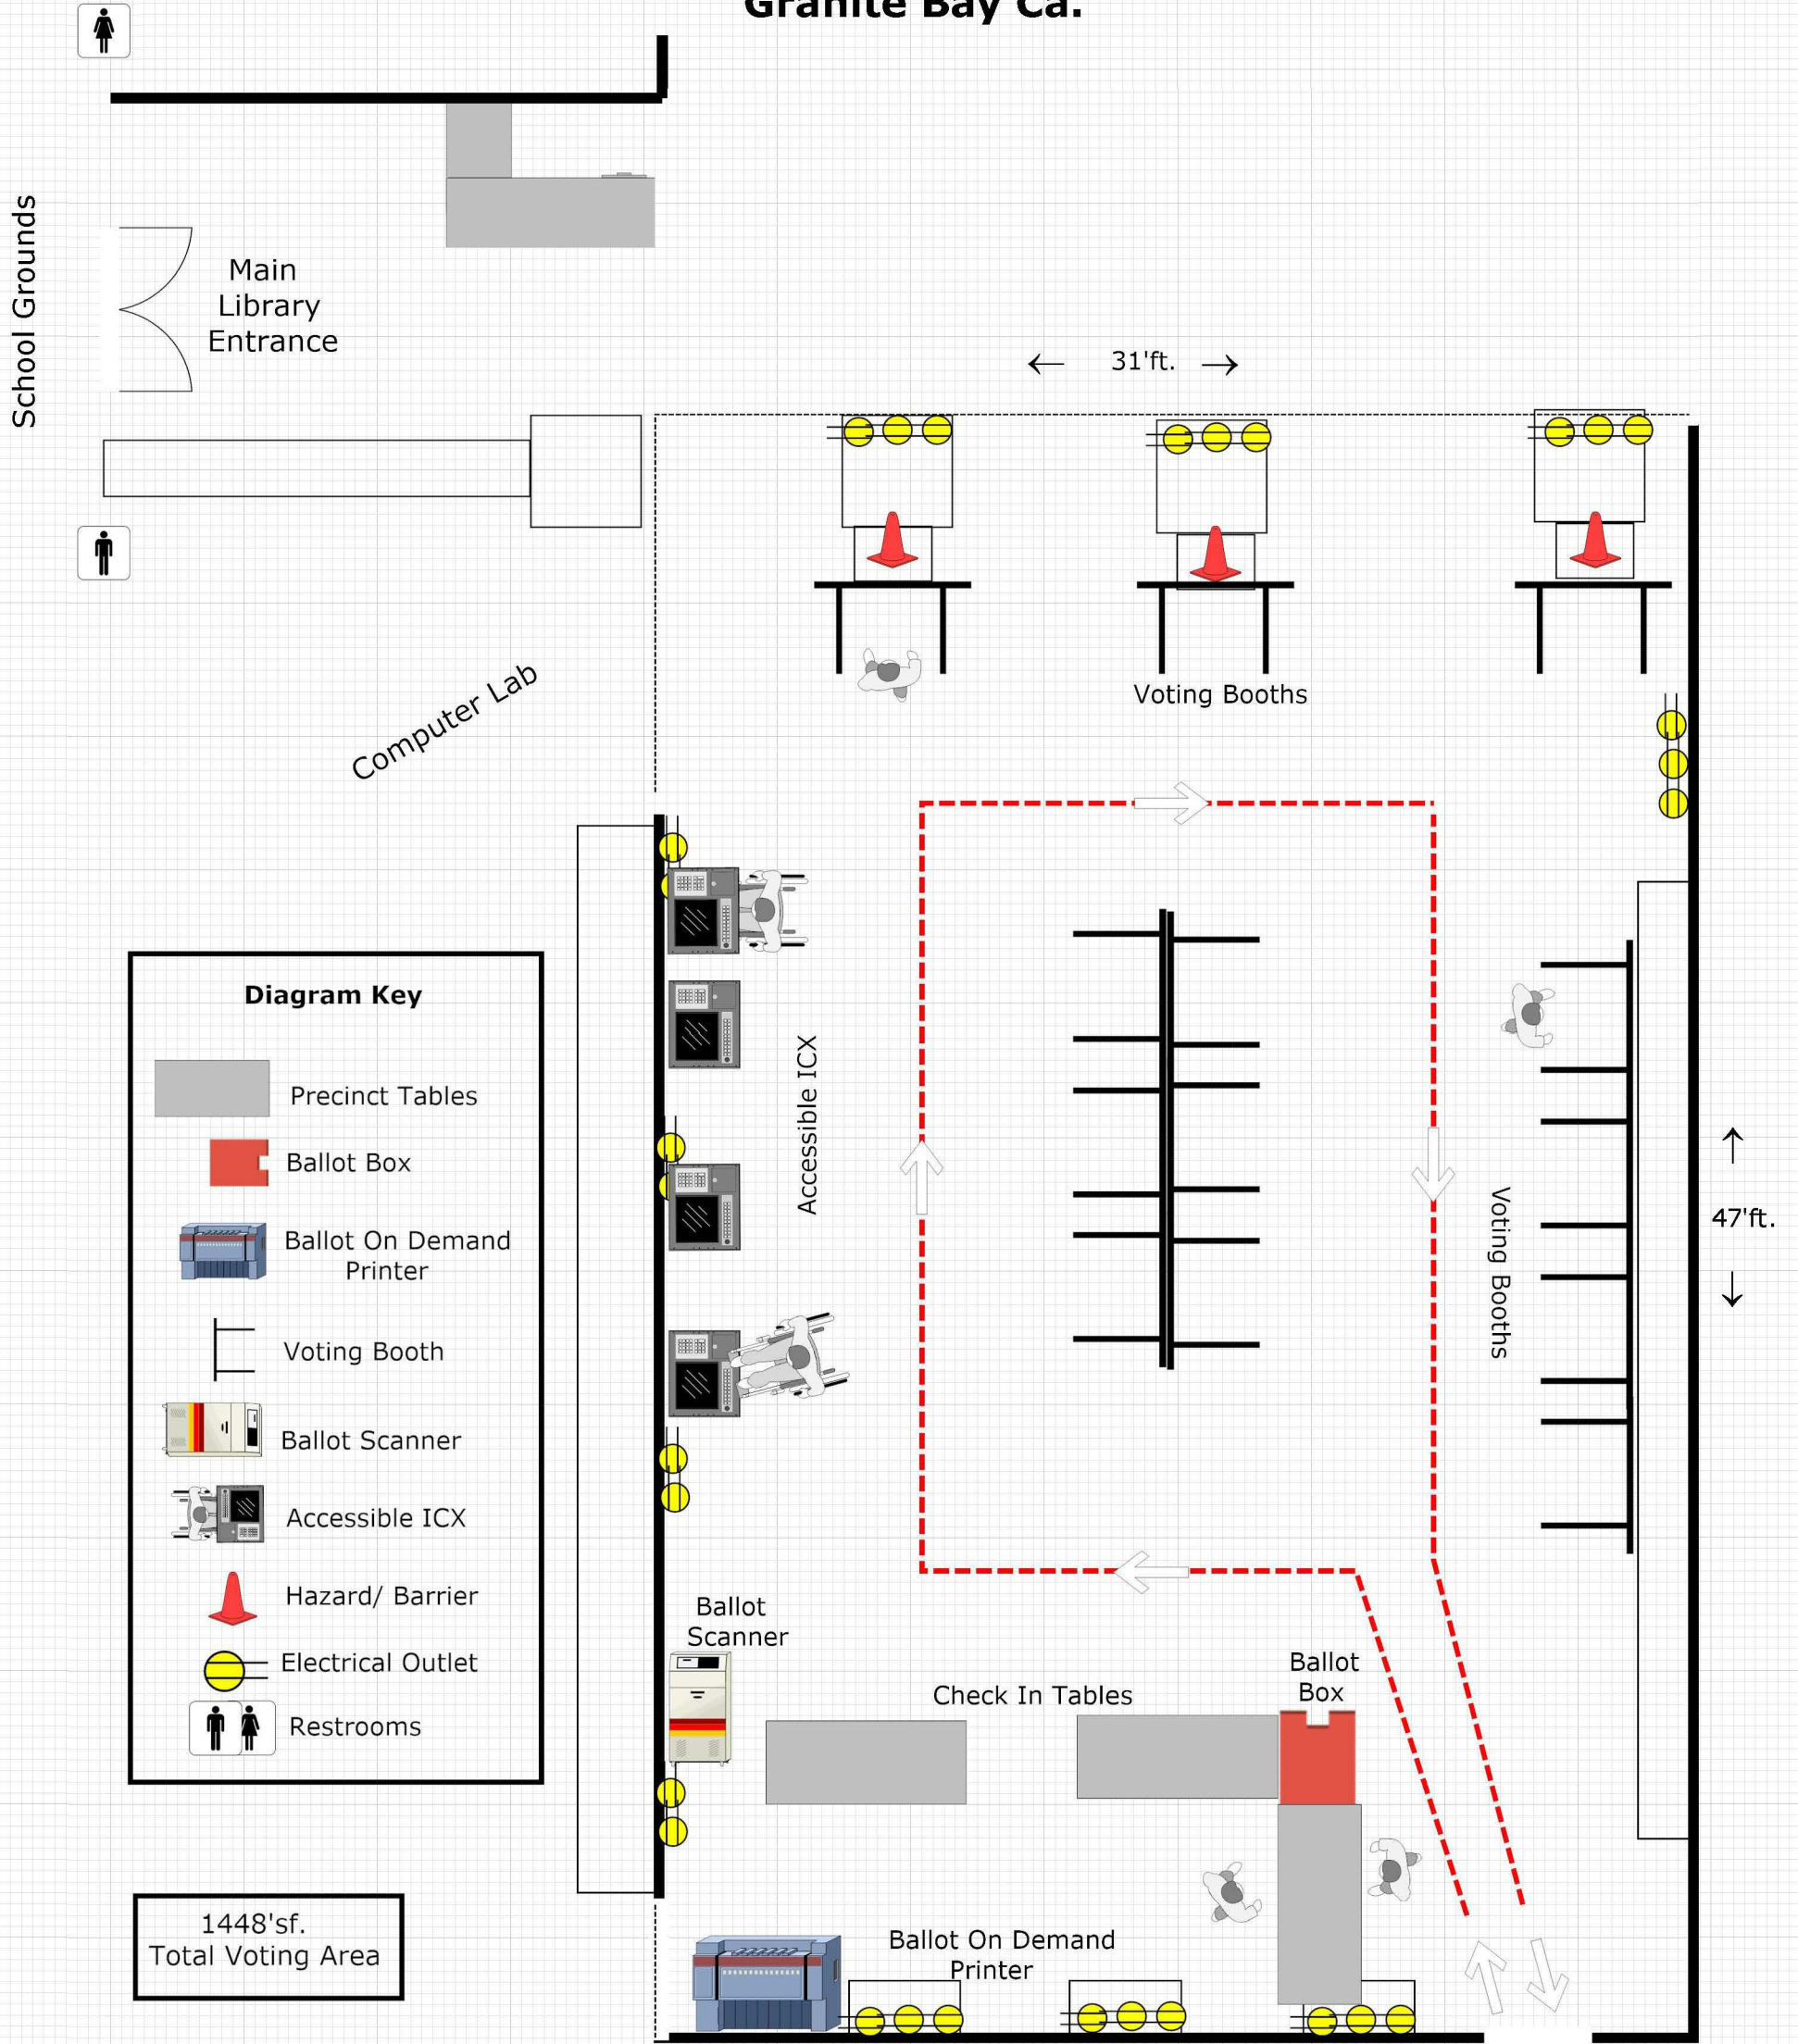 Granite Bay Ca.
School Grounds
Main
Library
Entrance
← 31'ft. →
Voting Booths
Computer Lab
Accessible ICX
Voting Booths
47'ft.
Diagram Key
Precinct Tables
Ballot Box
Ballot On Demand
Printer
Voting Booth
Ballot Scanner
Accessible ICX
Hazard/ Barrier
Electrical Outlet
Restrooms
Ballot
Scanner
Check In Tables
Ballot
Box
Ballot On Demand
Printer
1448'sf.
Total Voting Area